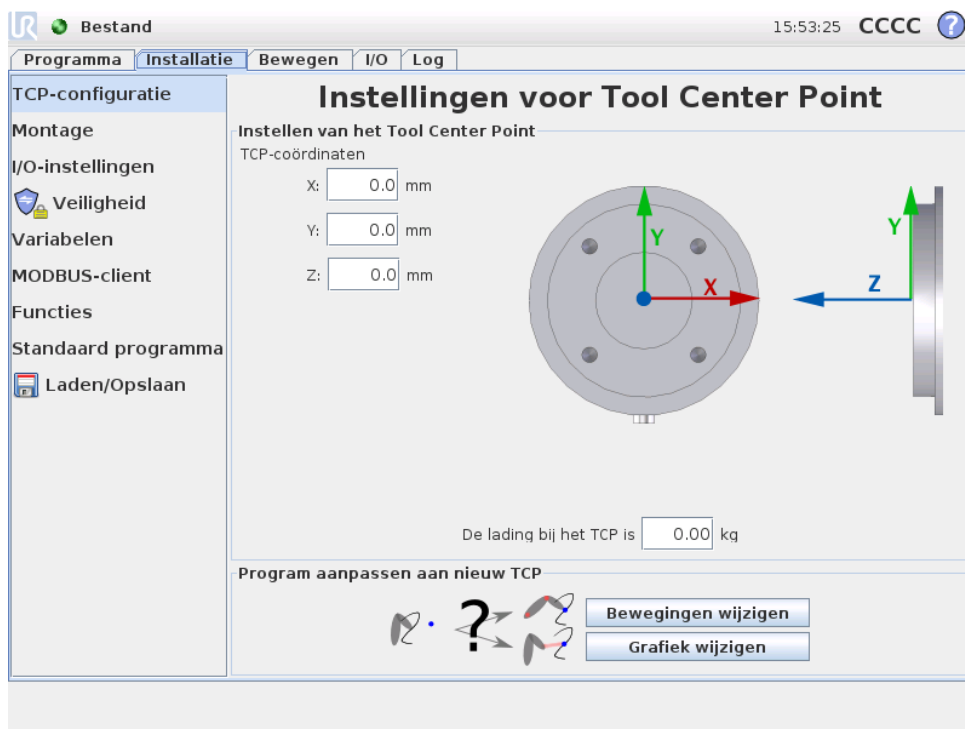 UR Bestand 15:53:25 CCCC ?
Programma Installatie Bewegen I/O Log
TCP-configuratie
Montage
I/O-instellingen
Veiligheid
Variabelen
MODBUS-client
Functies
Standaard programma
Laden/Opslaan
Instellingen voor Tool Center Point
Instellen van het Tool Center Point
TCP-coördinaten
X: 0.0 mm
Y: 0.0 mm
Z: 0.0 mm
Y
X
Y
Z
De lading bij het TCP is 0.00 kg
Program aanpassen aan nieuw TCP
?
Bewegingen wijzigen
Grafiek wijzigen